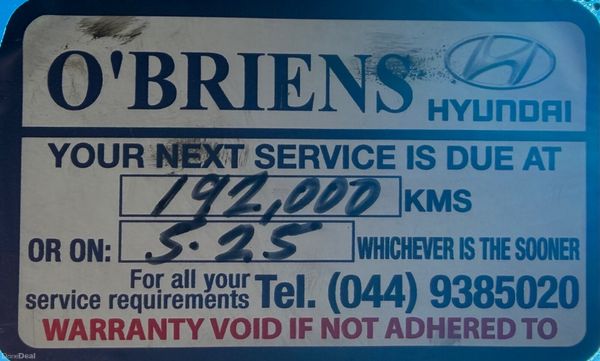 O'BRIENS
HYUNDAI
YOUR NEXT SERVICE IS DUE AT
192,000 KMS
OR ON: 5.25 WHICHEVER IS THE SOONER
For all your
service requirements Tel. (044) 9385020
WARRANTY VOID IF NOT ADHERED TO
DoneDeal